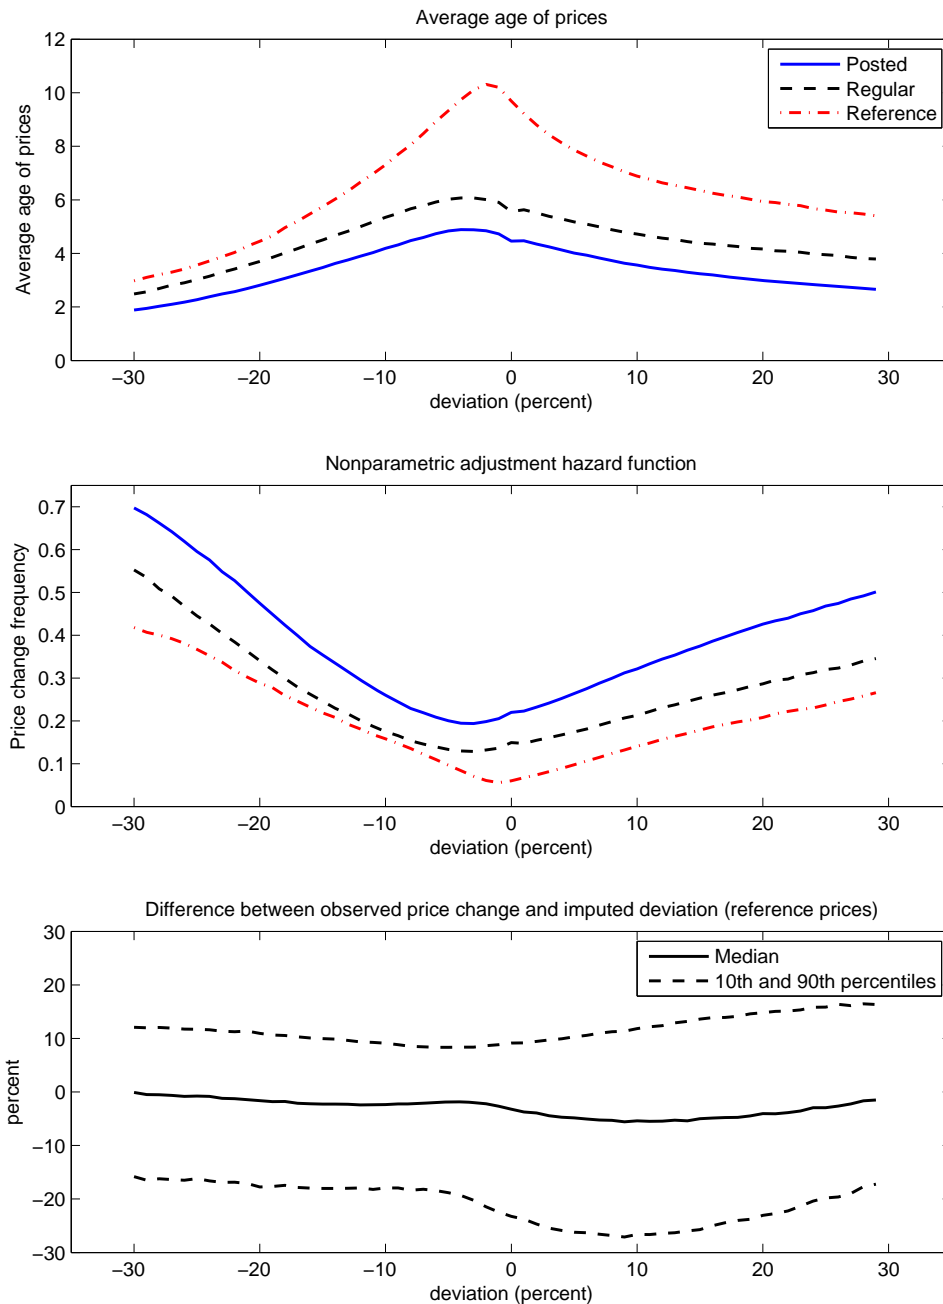 Average age of prices
12
10
8
6
4
2
0
Average age of prices
Posted
Regular
Reference
−30 −20 −10 0 10 20 30
deviation (percent)
Nonparametric adjustment hazard function
0.7
0.6
0.5
0.4
0.3
0.2
0.1
0
Price change frequency
−30 −20 −10 0 10 20 30
deviation (percent)
Difference between observed price change and imputed deviation (reference prices)
30
20
10
0
−10
−20
−30
percent
Median
10th and 90th percentiles
−30 −20 −10 0 10 20 30
deviation (percent)